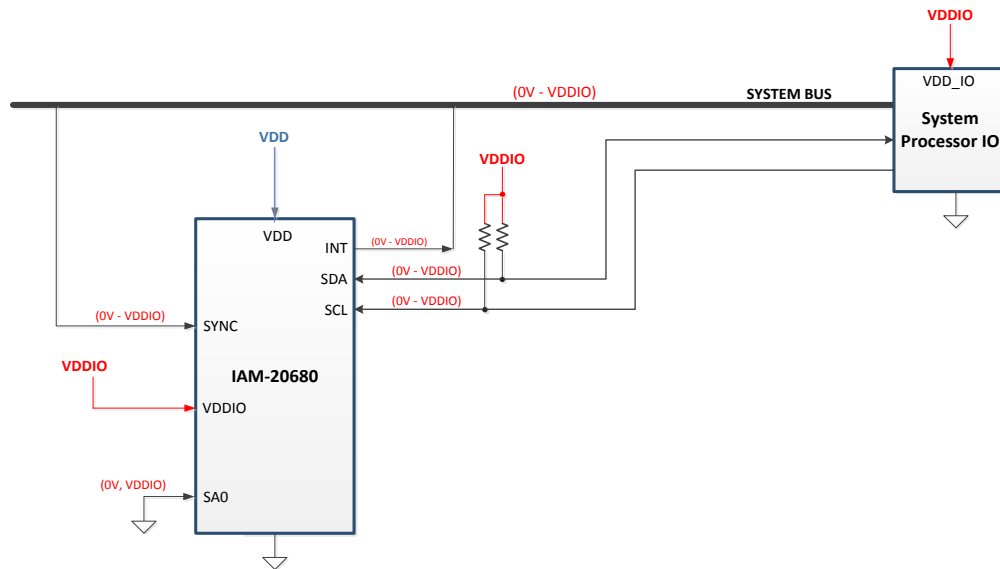 VDDIO
VDD_IO
(0V - VDDIO)
SYSTEM BUS
System
Processor IO
VDD
VDDIO
VDD
INT
(0V - VDDIO)
SDA
(0V - VDDIO)
SCL
(0V - VDDIO)
(0V - VDDIO)
SYNC
IAM-20680
VDDIO
VDDIO
(0V, VDDIO)
SA0